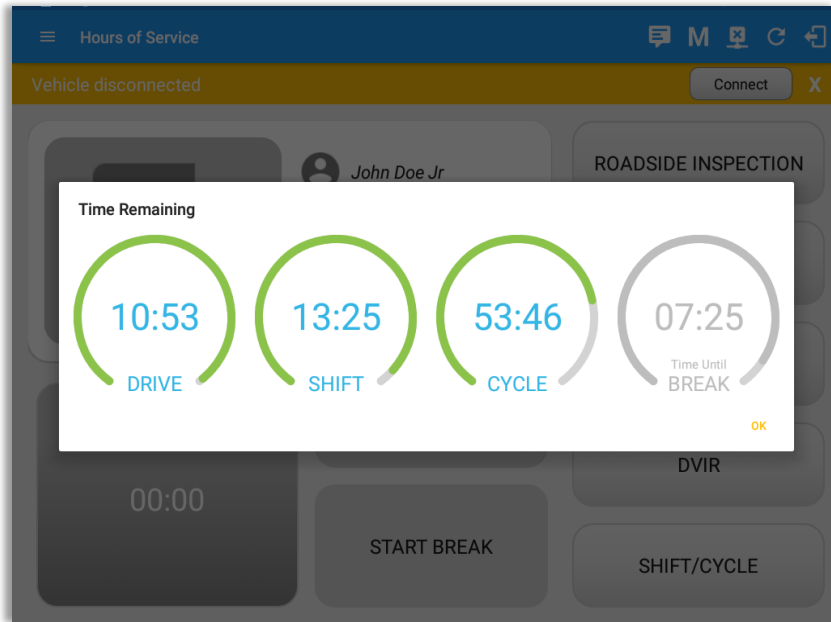 Hours of Service
M
Vehicle disconnected
Connect
X
John Doe Jr
ROADSIDE INSPECTION
Time Remaining
10:53
DRIVE
13:25
SHIFT
53:46
CYCLE
07:25
Time Until
BREAK
OK
DVIR
00:00
START BREAK
SHIFT/CYCLE